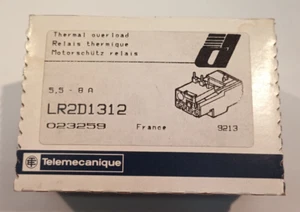 Thermal overload
Relais thermique
Motorschütz relais
5,5 - 8 A
LR2D1312
023259 France 9213
Telemecanique